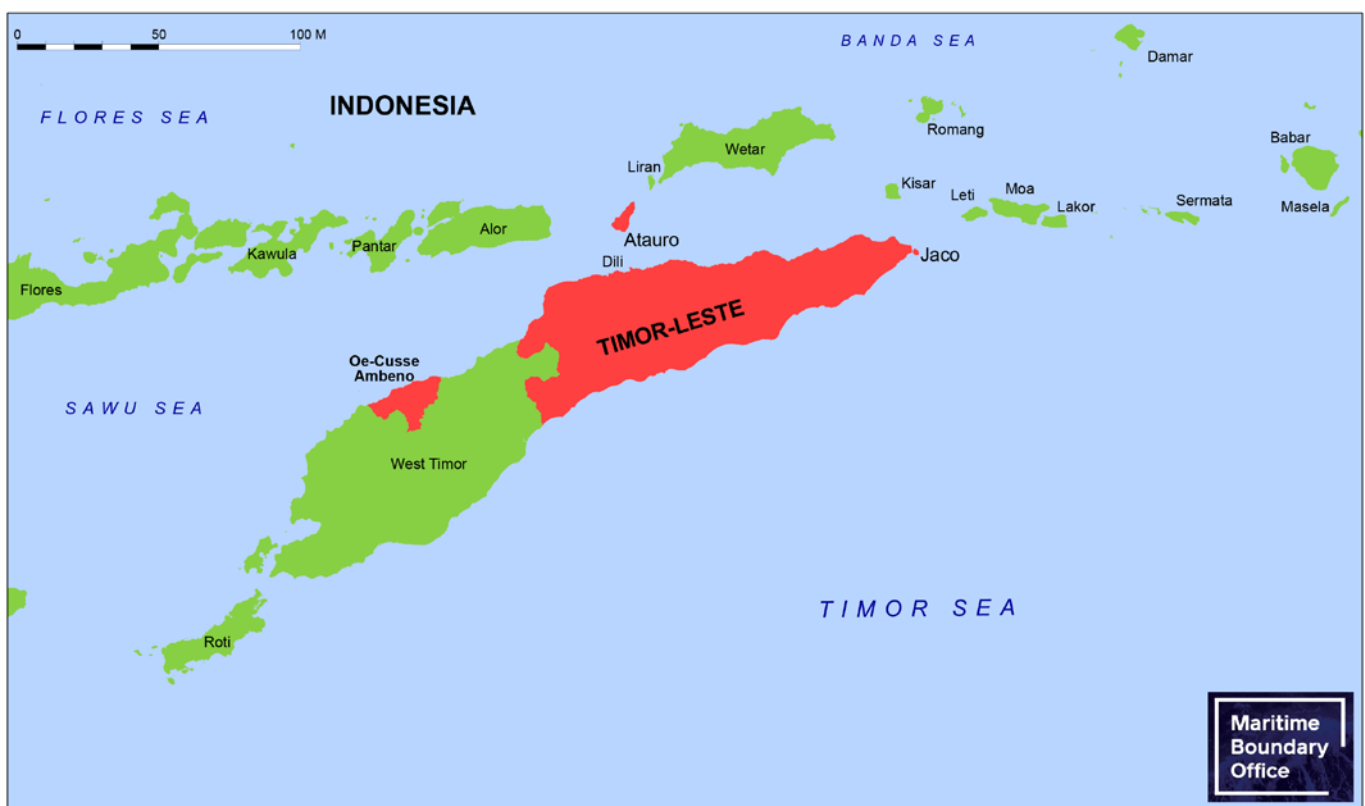 0 50 100 M
BANDA SEA
Damar
FLORES SEA
INDONESIA
Romang
Wetar
Babar
Liran
Kisar
Leti
Moa
Lakor
Sermata
Masela
Kawula
Pantar
Alor
Atauro
Dili
Jaco
Flores
TIMOR-LESTE
Oe-Cusse
Ambeno
SAWU SEA
West Timor
TIMOR SEA
Roti
Maritime
Boundary
Office